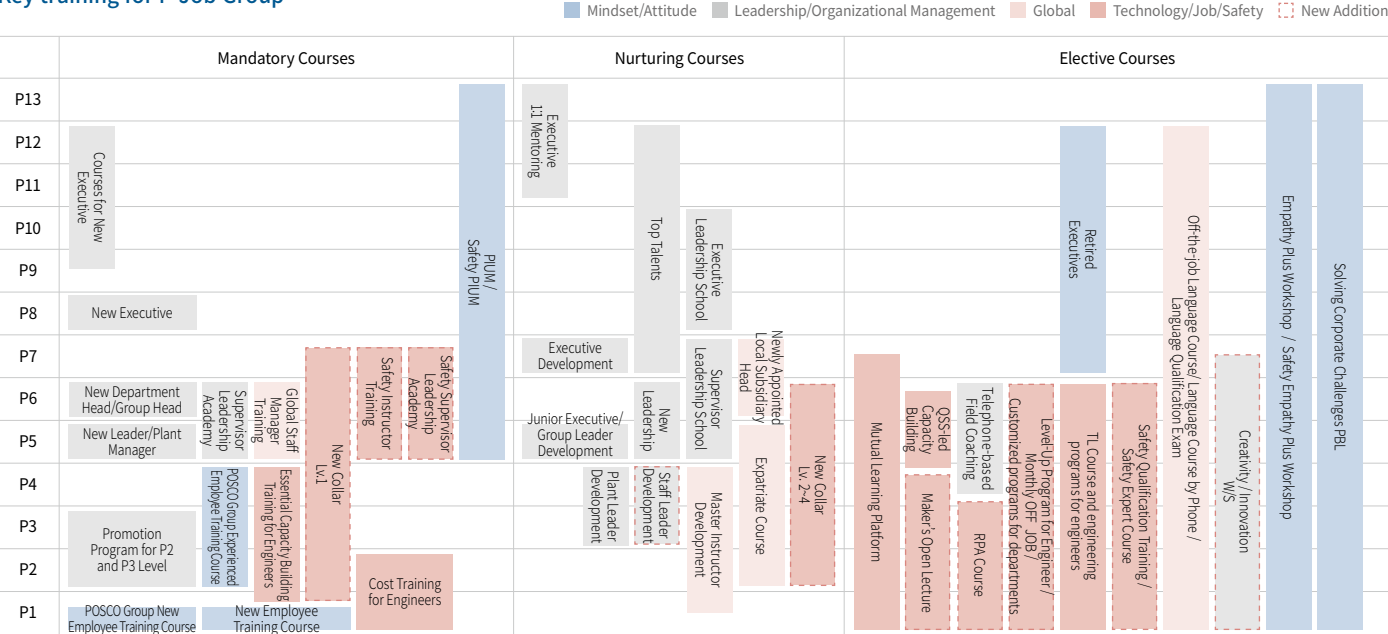 Key training for P Job Group
Mindset/Attitude
Leadership/Organizational Management
Global
Technology/Job/Safety
New Addition
Mandatory Courses
Nurturing Courses
Elective Courses
P13
P12
P11
P10
P9
P8
P7
P6
P5
P4
P3
P2
P1
Courses for New
Executive
New Executive
New Department
Head/Group Head
New Leader/Plant
Manager
Promotion
Program for P2
and P3 Level
POSCO Group New
Employee Training Course
Supervisor
Leadership
Academy
POSCO Group Experienced
Employee Training Course
New Employee
Training Course
Global Staff
Manager
Training
Essential Capacity Building
Training for Engineers
New Collar
Lv.1
Safety Instructor
Training
Safety Supervisor
Leadership
Academy
Cost Training
for Engineers
PIUM /
Safety PIUM
Executive
1:1 Mentoring
Executive
Development
Junior Executive/
Group Leader
Development
Plant Leader
Development
Top Talents
New
Leadership
Staff Leader
Development
Executive
Leadership School
Supervisor
Leadership School
Master Instructor
Development
Newly Appointed
Local Subsidiary
Head
Expatriate Course
New Collar
Lv. 2~4
Mutual Learning Platform
QSS-led
Capacity
Building
Maker's Open Lecture
Telephone-based
Field Coaching
RPA Course
Level-Up Program for Engineer /
Monthly OFF JOB /
Customized programs for departments
Retired
Executives
TL Course and engineering
programs for engineers
Safety Qualification Training /
Safety Expert Course
Off-the-job Language Course/ Language Course by Phone /
Language Qualification Exam
Creativity / Innovation
W/S
Empathy Plus Workshop / Safety Empathy Plus Workshop
Solving Corporate Challenges PBL